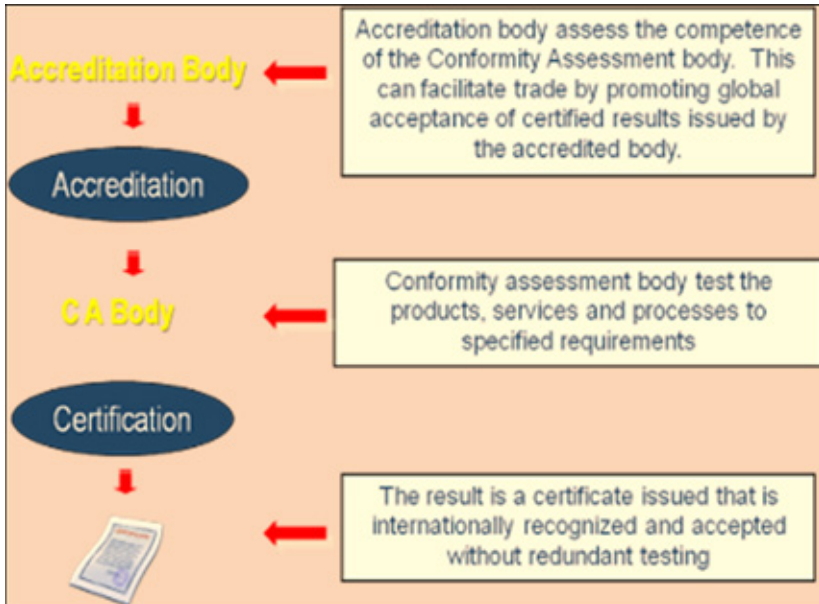 Accreditation Body
Accreditation body assess the competence
of the Conformity Assessment body. This
can facilitate trade by promoting global
acceptance of certified results issued by
the accredited body.
Accreditation
C A Body
Conformity assessment body test the
products, services and processes to
specified requirements
Certification
The result is a certificate issued that is
internationally recognized and accepted
without redundant testing